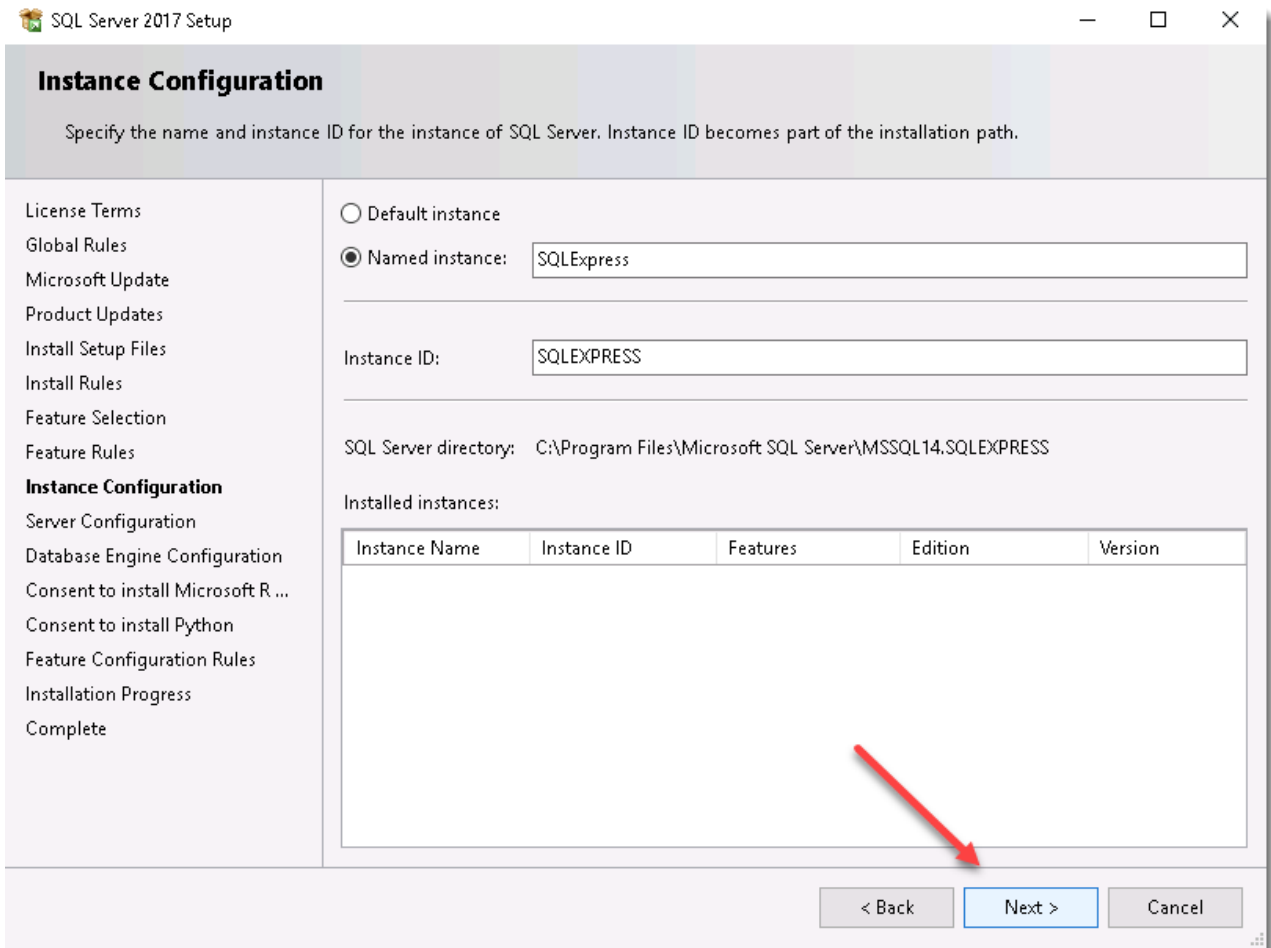 SQL Server 2017 Setup
Instance Configuration
Specify the name and instance ID for the instance of SQL Server. Instance ID becomes part of the installation path.
License Terms
Global Rules
Microsoft Update
Product Updates
Install Setup Files
Install Rules
Feature Selection
Feature Rules
Instance Configuration
Server Configuration
Database Engine Configuration
Consent to install Microsoft R ...
Consent to install Python
Feature Configuration Rules
Installation Progress
Complete
Default instance
Named instance: SQLExpress
Instance ID: SQLEXPRESS
SQL Server directory: C:\Program Files\Microsoft SQL Server\MSSQL14.SQLEXPRESS
Installed instances:
Instance Name Instance ID Features Edition Version
< Back Next > Cancel